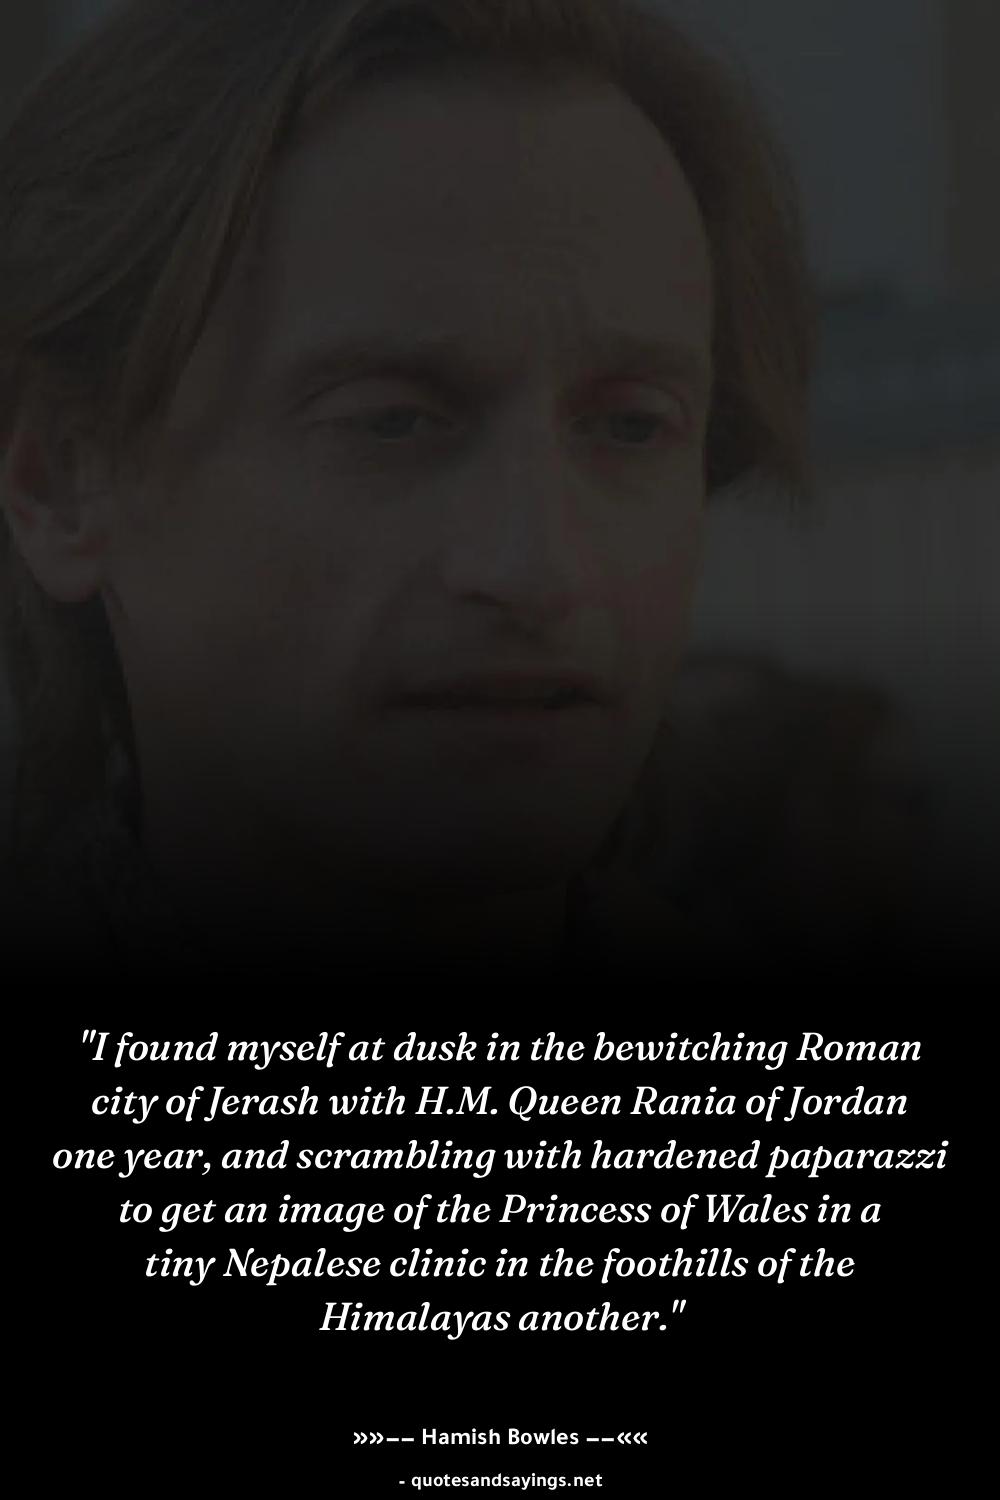 "I found myself at dusk in the bewitching Roman
city of Jerash with H.M. Queen Rania of Jordan
one year, and scrambling with hardened paparazzi
to get an image of the Princess of Wales in a
tiny Nepalese clinic in the foothills of the
Himalayas another."
»»-- Hamish Bowles --««
- quotesandsayings.net